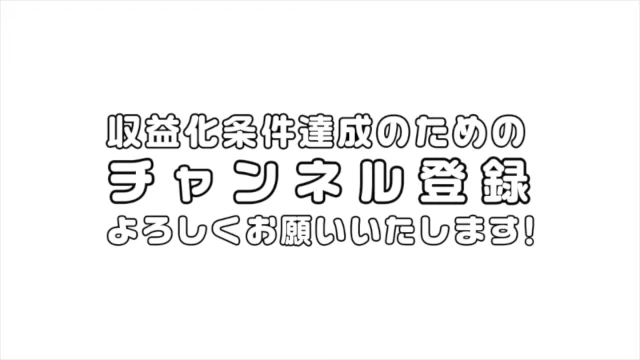 収益化条件達成のための
チャンネル登録
よろしくお願いいたします!